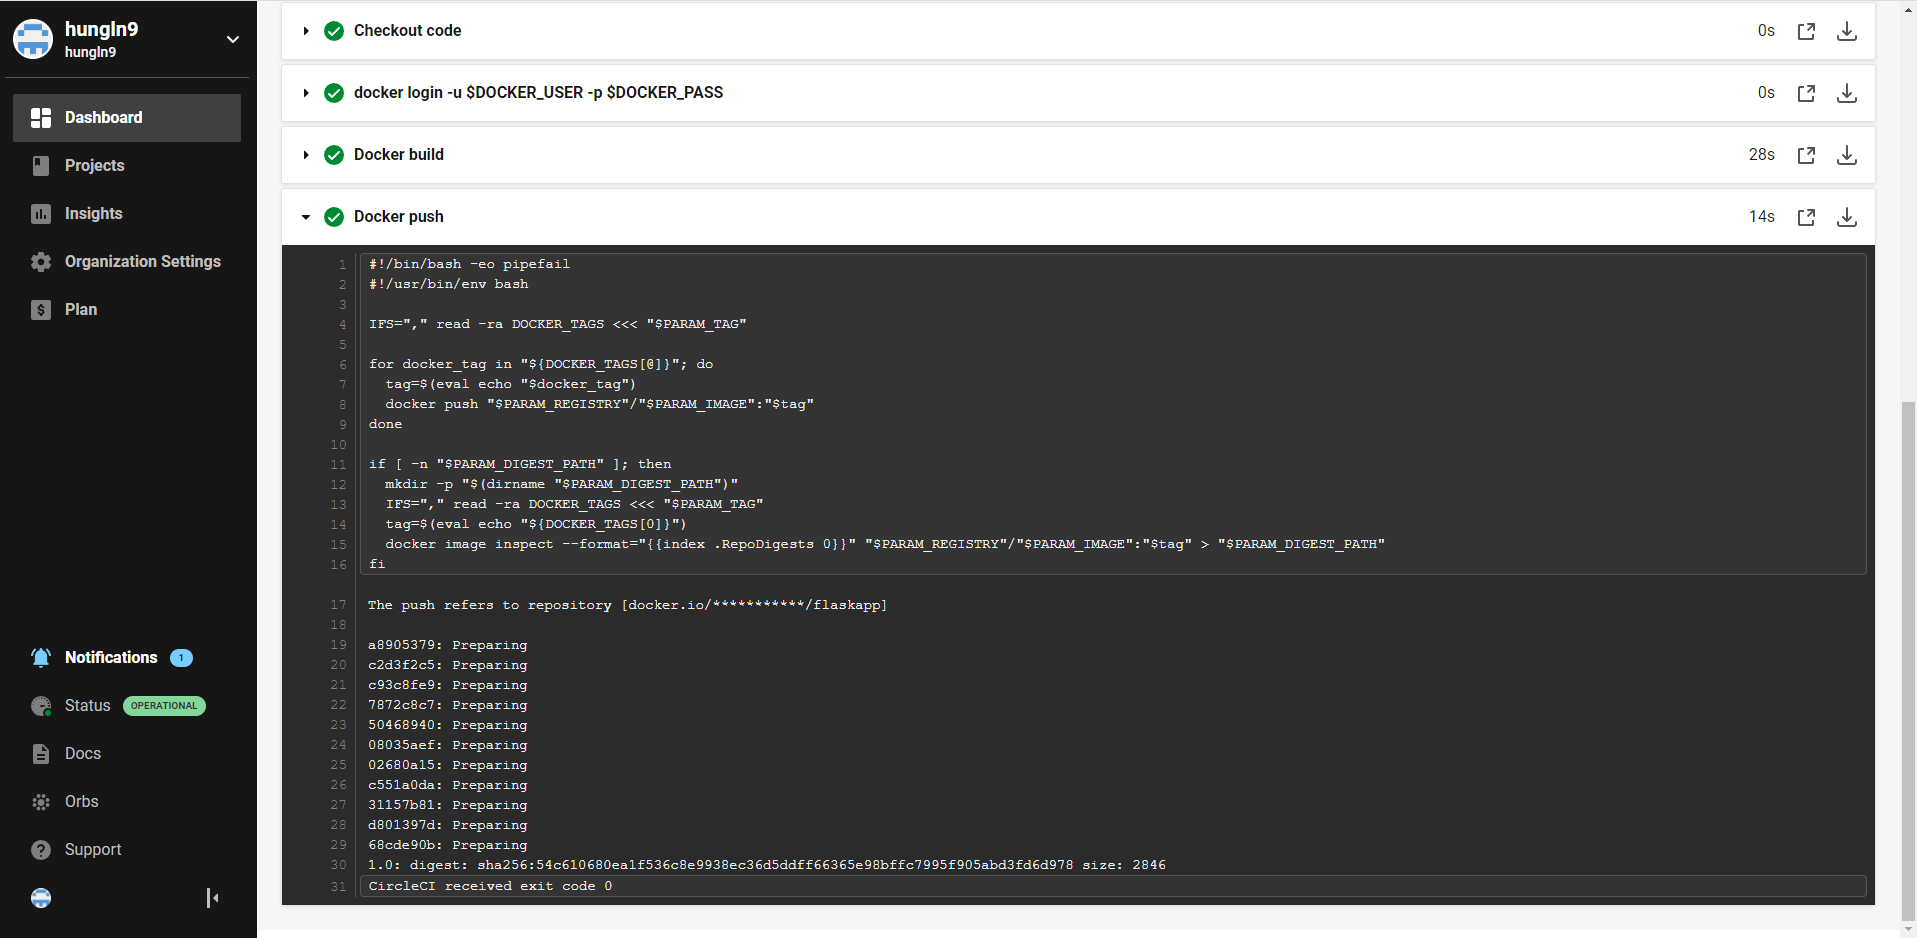 hungln9
hungln9
Dashboard
Projects
Insights
Organization Settings
Plan
Notifications 1
Status OPERATIONAL
Docs
Orbs
Support
Checkout code 0s
docker login -u $DOCKER_USER -p $DOCKER_PASS 0s
Docker build 28s
Docker push 14s
1 #!/bin/bash -eo pipefail
2 #!/usr/bin/env bash
3
4 IFS="," read -ra DOCKER_TAGS <<< "$PARAM_TAG"
5
6 for docker_tag in "${DOCKER_TAGS[@]}"; do
7   tag=$(eval echo "$docker_tag")
8   docker push "$PARAM_REGISTRY"/"$PARAM_IMAGE":"$tag"
9 done
10
11 if [ -n "$PARAM_DIGEST_PATH" ]; then
12   mkdir -p "$(dirname "$PARAM_DIGEST_PATH")"
13   IFS="," read -ra DOCKER_TAGS <<< "$PARAM_TAG"
14   tag=$(eval echo "${DOCKER_TAGS[0]}")
15   docker image inspect --format="{{index .RepoDigests 0}}" "$PARAM_REGISTRY"/"$PARAM_IMAGE":"$tag" > "$PARAM_DIGEST_PATH"
16 fi
17 The push refers to repository [docker.io/***********/flaskapp]
18
19 a8905379: Preparing
20 c2d3f2c5: Preparing
21 c93c8fe9: Preparing
22 7872c8c7: Preparing
23 50468940: Preparing
24 08035aef: Preparing
25 02680a15: Preparing
26 c551a0da: Preparing
27 31157b81: Preparing
28 d801397d: Preparing
29 68cde90b: Preparing
30 1.0: digest: sha256:54c610680ea1f536c8e9938ec36d5ddff66365e98bffc7995f905abd3fd6d978 size: 2846
31 CircleCI received exit code 0